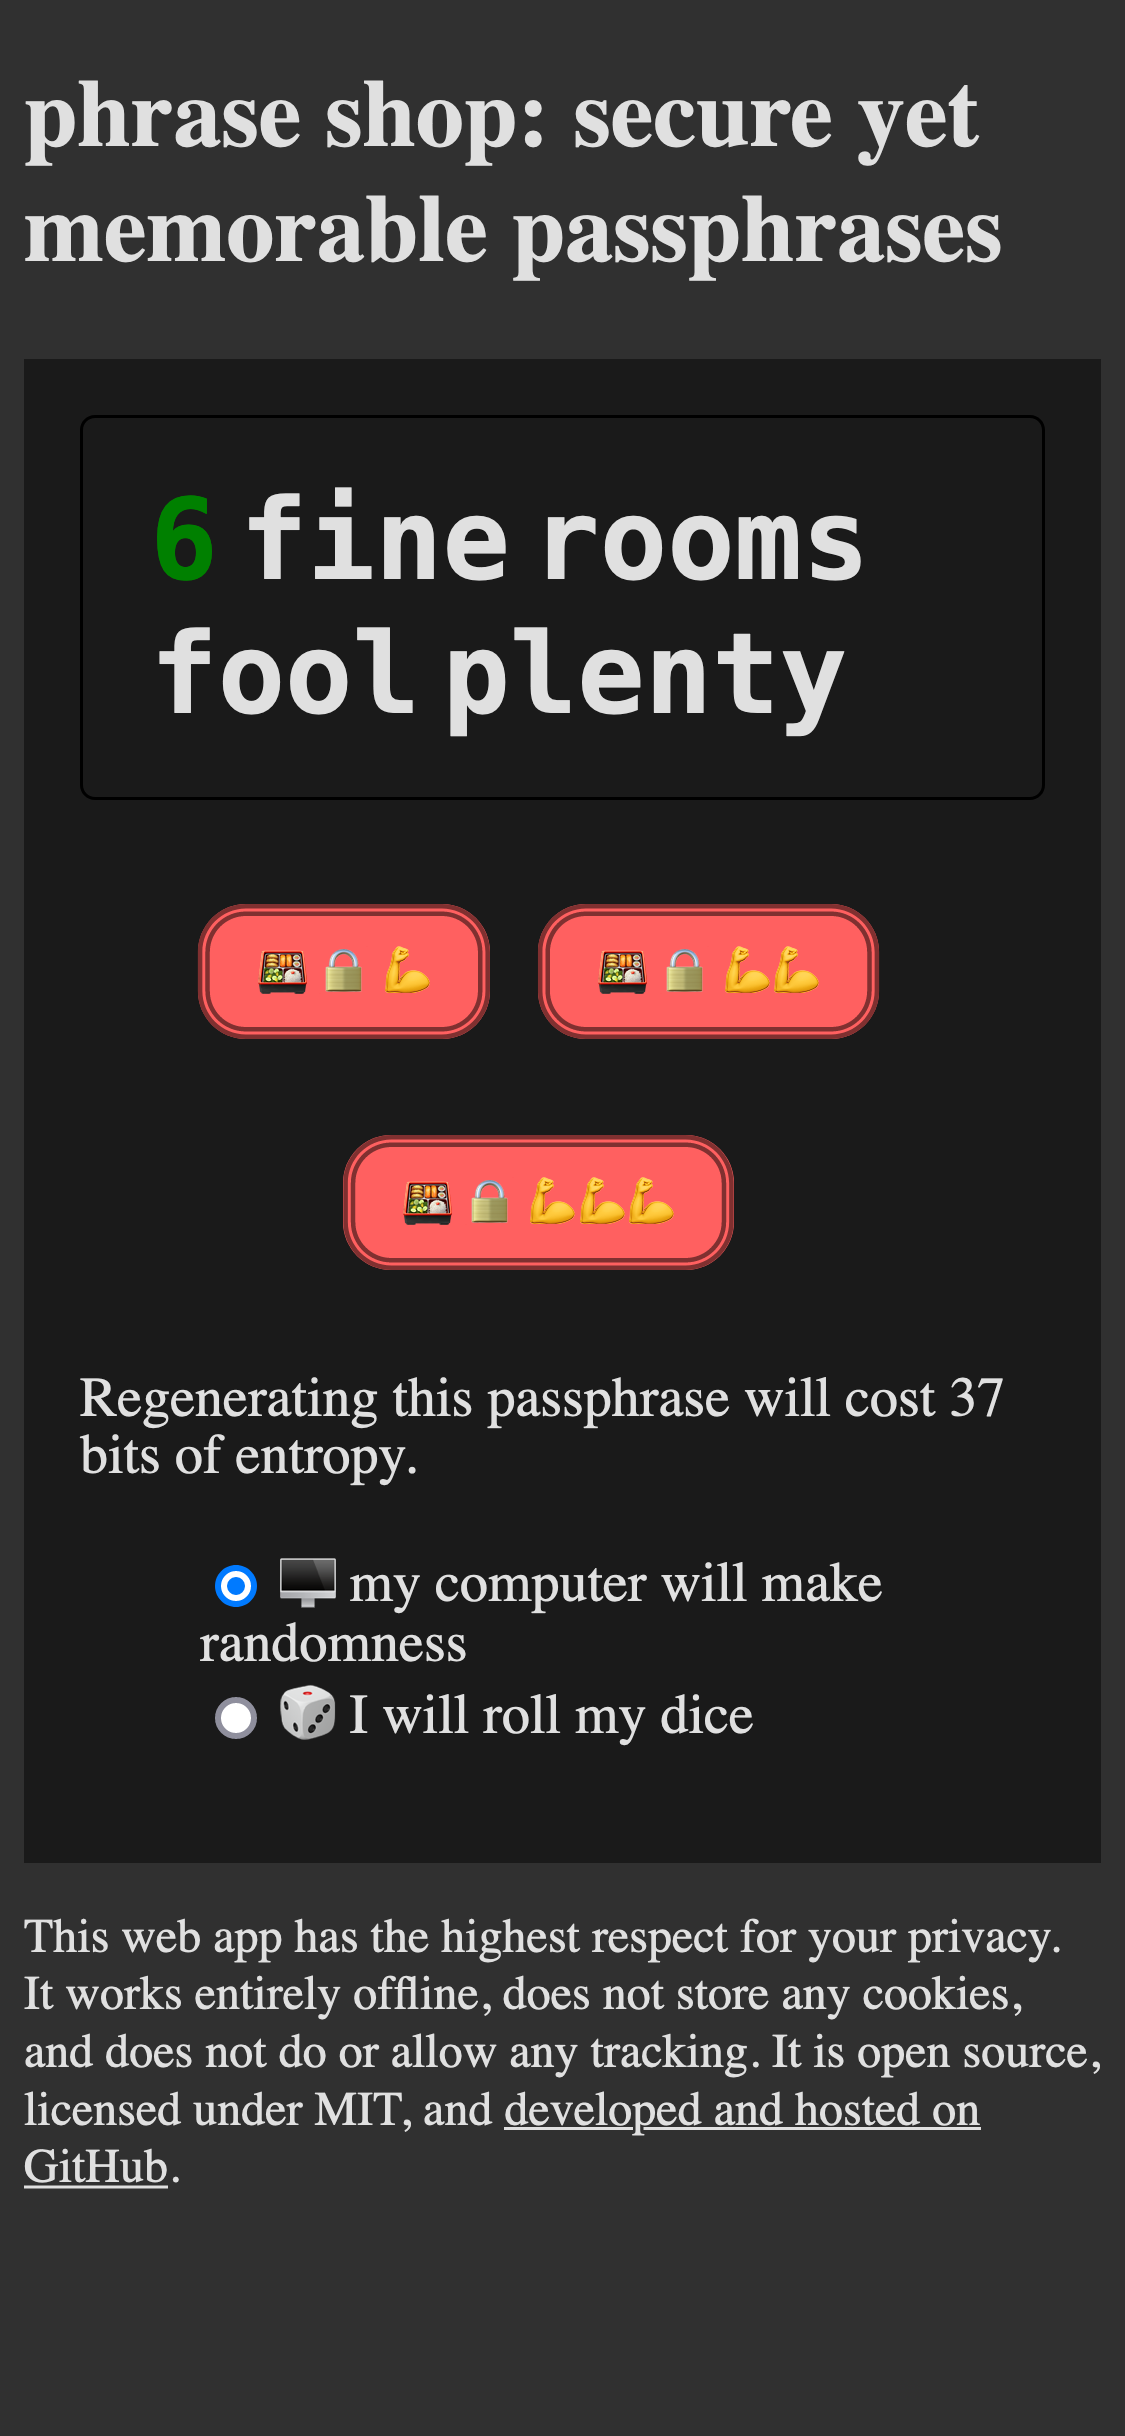 phrase shop: secure yet
memorable passphrases
6 fine rooms
fool plenty
🍱🔒💪
🍱🔒💪💪
🍱🔒💪💪💪
Regenerating this passphrase will cost 37
bits of entropy.
🖥️ my computer will make
randomness
🎲 I will roll my dice
This web app has the highest respect for your privacy.
It works entirely offline, does not store any cookies,
and does not do or allow any tracking. It is open source,
licensed under MIT, and developed and hosted on
GitHub.